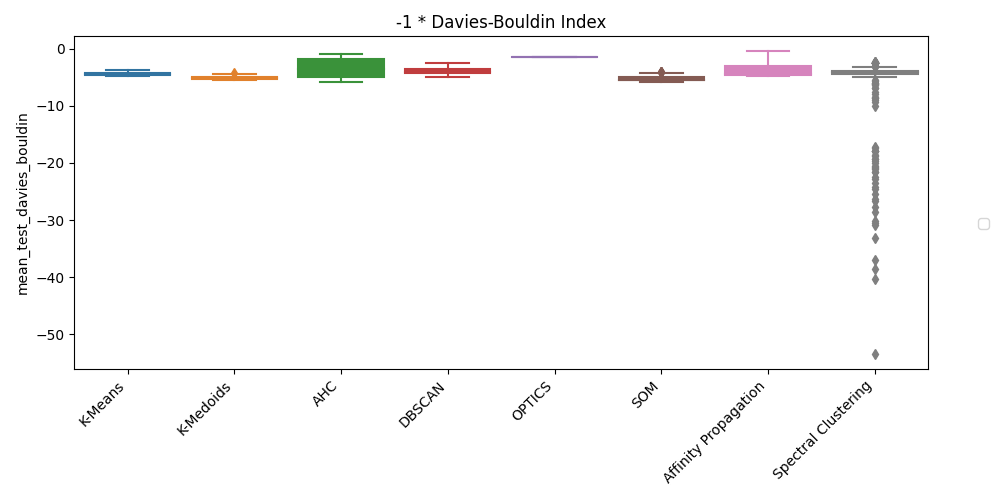 -1 * Davies-Bouldin Index
mean_test_davies_bouldin
0
−10
−20
−30
−40
−50
K-Means
K-Medoids
AHC
DBSCAN
OPTICS
SOM
Affinity Propagation
Spectral Clustering